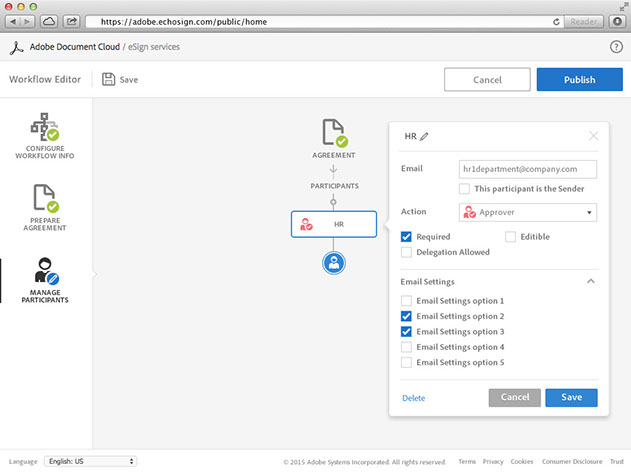 https://adobe.echosign.com/public/home
Reader
Adobe Document Cloud / eSign services
?
Workflow Editor
Save
Cancel
Publish
CONFIGURE
WORKFLOW INFO
PREPARE
AGREEMENT
MANAGE
PARTICIPANTS
AGREEMENT
PARTICIPANTS
HR
HR
Email
hr1department@company.com
This participant is the Sender
Action
Approver
Required
Editible
Delegation Allowed
Email Settings
Email Settings option 1
Email Settings option 2
Email Settings option 3
Email Settings option 4
Email Settings option 5
Delete
Cancel
Save
Language
English: US
© 2015 Adobe Systems Incorporated. All rights reserved.
Terms
Privacy
Cookies
Consumer Disclosure
Trust